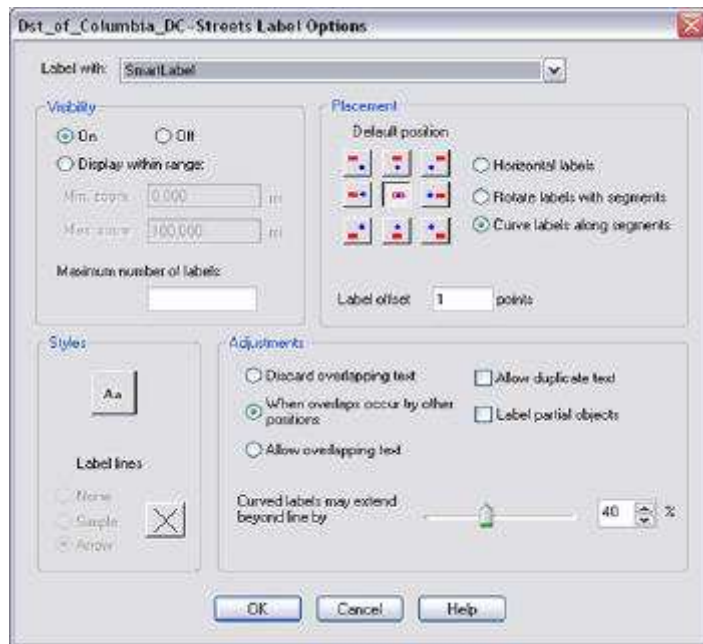 Dst_of_Columbia_DC-Streets Label Options
Label with: SmartLabel
Visibility
On Off
Display within range:
Min. zoom 0.000 mi
Max. zoom 100.000 mi
Maximum number of labels
Placement
Default position
Horizontal labels
Rotate labels with segments
Curve labels along segments
Label offset 1 points
Styles
Aa
Label lines
None
Simple
Arrow
Adjustments
Discard overlapping text
When overlaps occur try other positions
Allow overlapping text
Allow duplicate text
Label partial objects
Curved labels may extend
beyond line by
40 %
OK Cancel Help